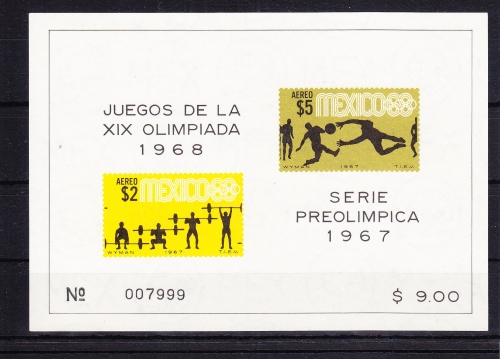 JUEGOS DE LA
XIX OLIMPIADA
1968
AEREO
$5
MEXICO68
WYMAN 1967 T.I.E.V.
AEREO
$2
MEXICO68
WYMAN 1967 T.I.E.V.
SERIE
PREOLIMPICA
1967
Nº 007999
$ 9.00